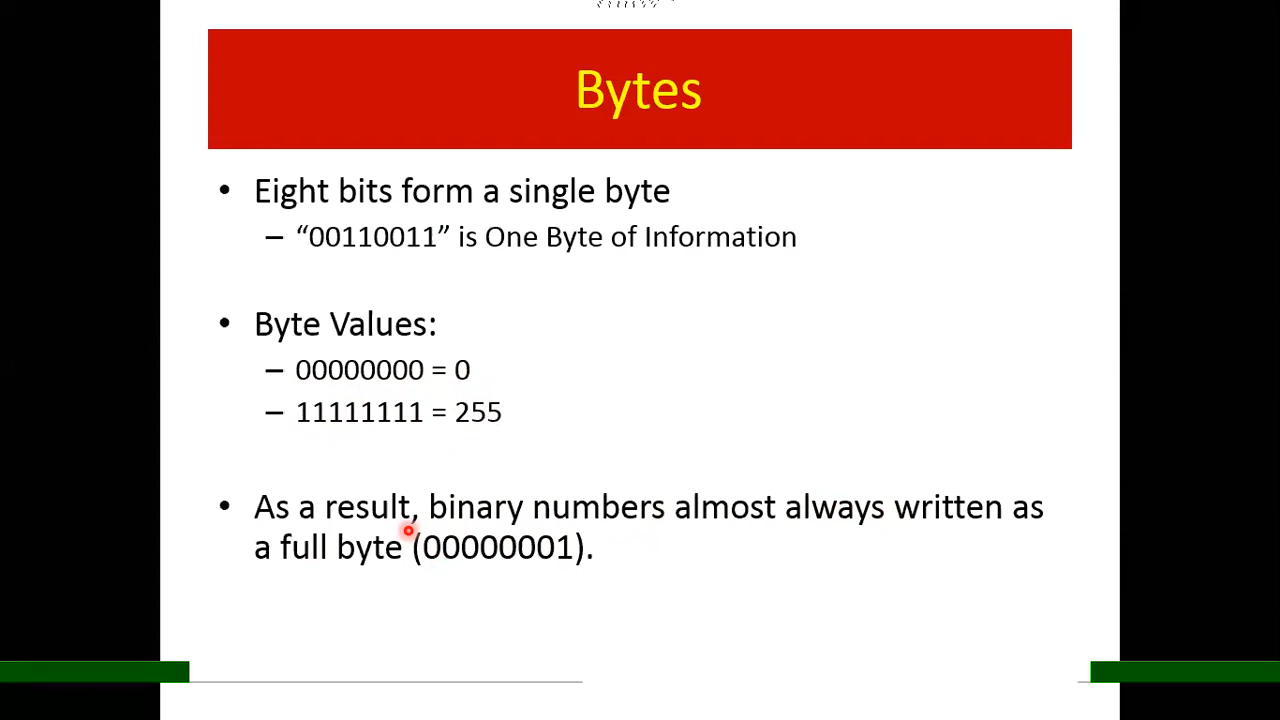 Bytes
• Eight bits form a single byte
– “00110011” is One Byte of Information
• Byte Values:
– 00000000 = 0
– 11111111 = 255
• As a result, binary numbers almost always written as
a full byte (00000001).